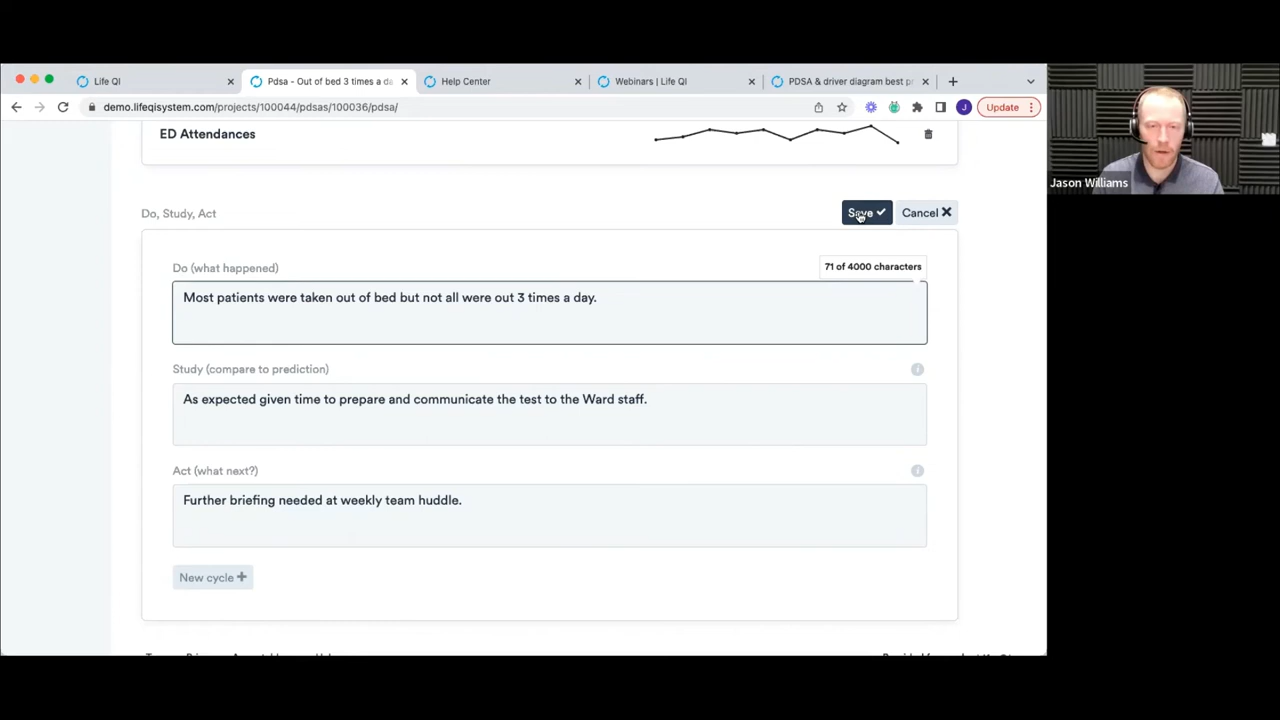 Life QI
Pdsa - Out of bed 3 times a da
Help Center
Webinars | Life QI
PDSA & driver diagram best pr
demo.lifeqisystem.com/projects/100044/pdsas/100036/pdsa/
J
Update
ED Attendances
Jason Williams
Do, Study, Act
Save
Cancel
Do (what happened)
71 of 4000 characters
Most patients were taken out of bed but not all were out 3 times a day.
Study (compare to prediction)
As expected given time to prepare and communicate the test to the Ward staff.
Act (what next?)
Further briefing needed at weekly team huddle.
New cycle